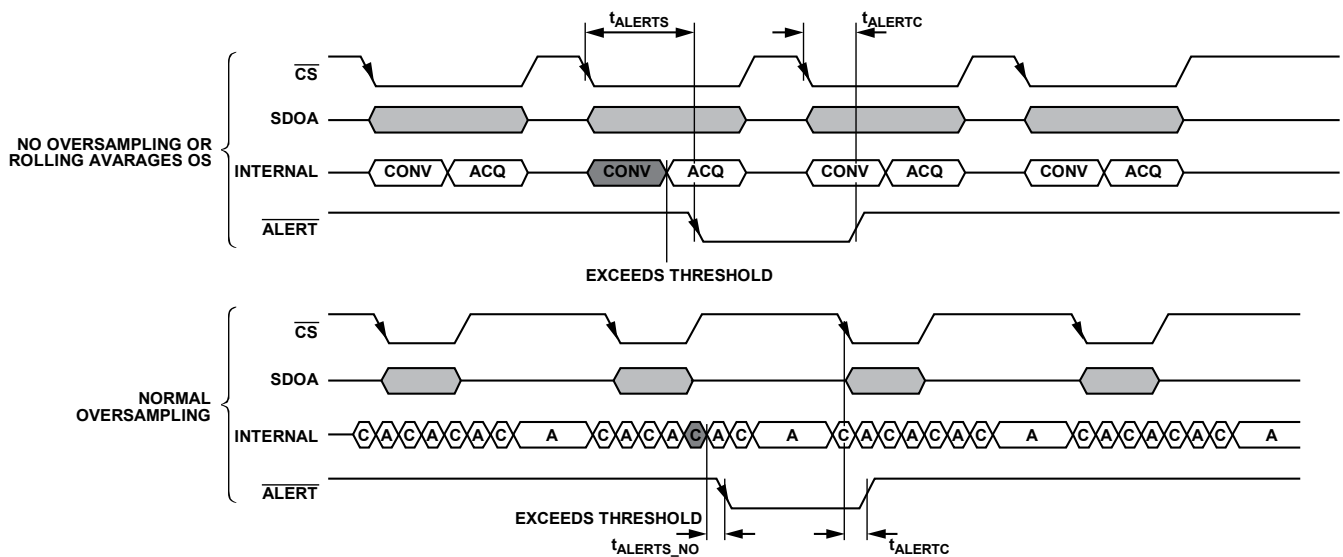 tALERTS
tALERTC
CS
SDOA
NO OVERSAMPLING OR
ROLLING AVARAGES OS
INTERNAL
CONV ACQ CONV ACQ CONV ACQ CONV ACQ
ALERT
EXCEEDS THRESHOLD
CS
SDOA
NORMAL
OVERSAMPLING
INTERNAL
C A C A C A C A C A C A C A C A C A C A C A C A C A C A C A C A
ALERT
EXCEEDS THRESHOLD
tALERTS_NO
tALERTC